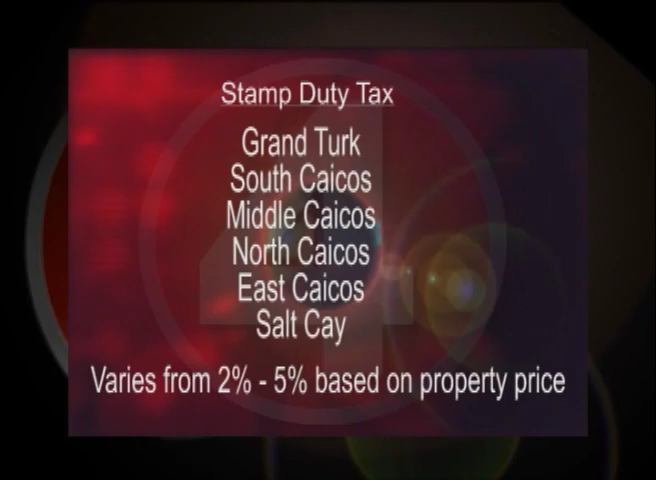 Stamp Duty Tax
Grand Turk
South Caicos
Middle Caicos
North Caicos
East Caicos
Salt Cay
Varies from 2% - 5% based on property price
4